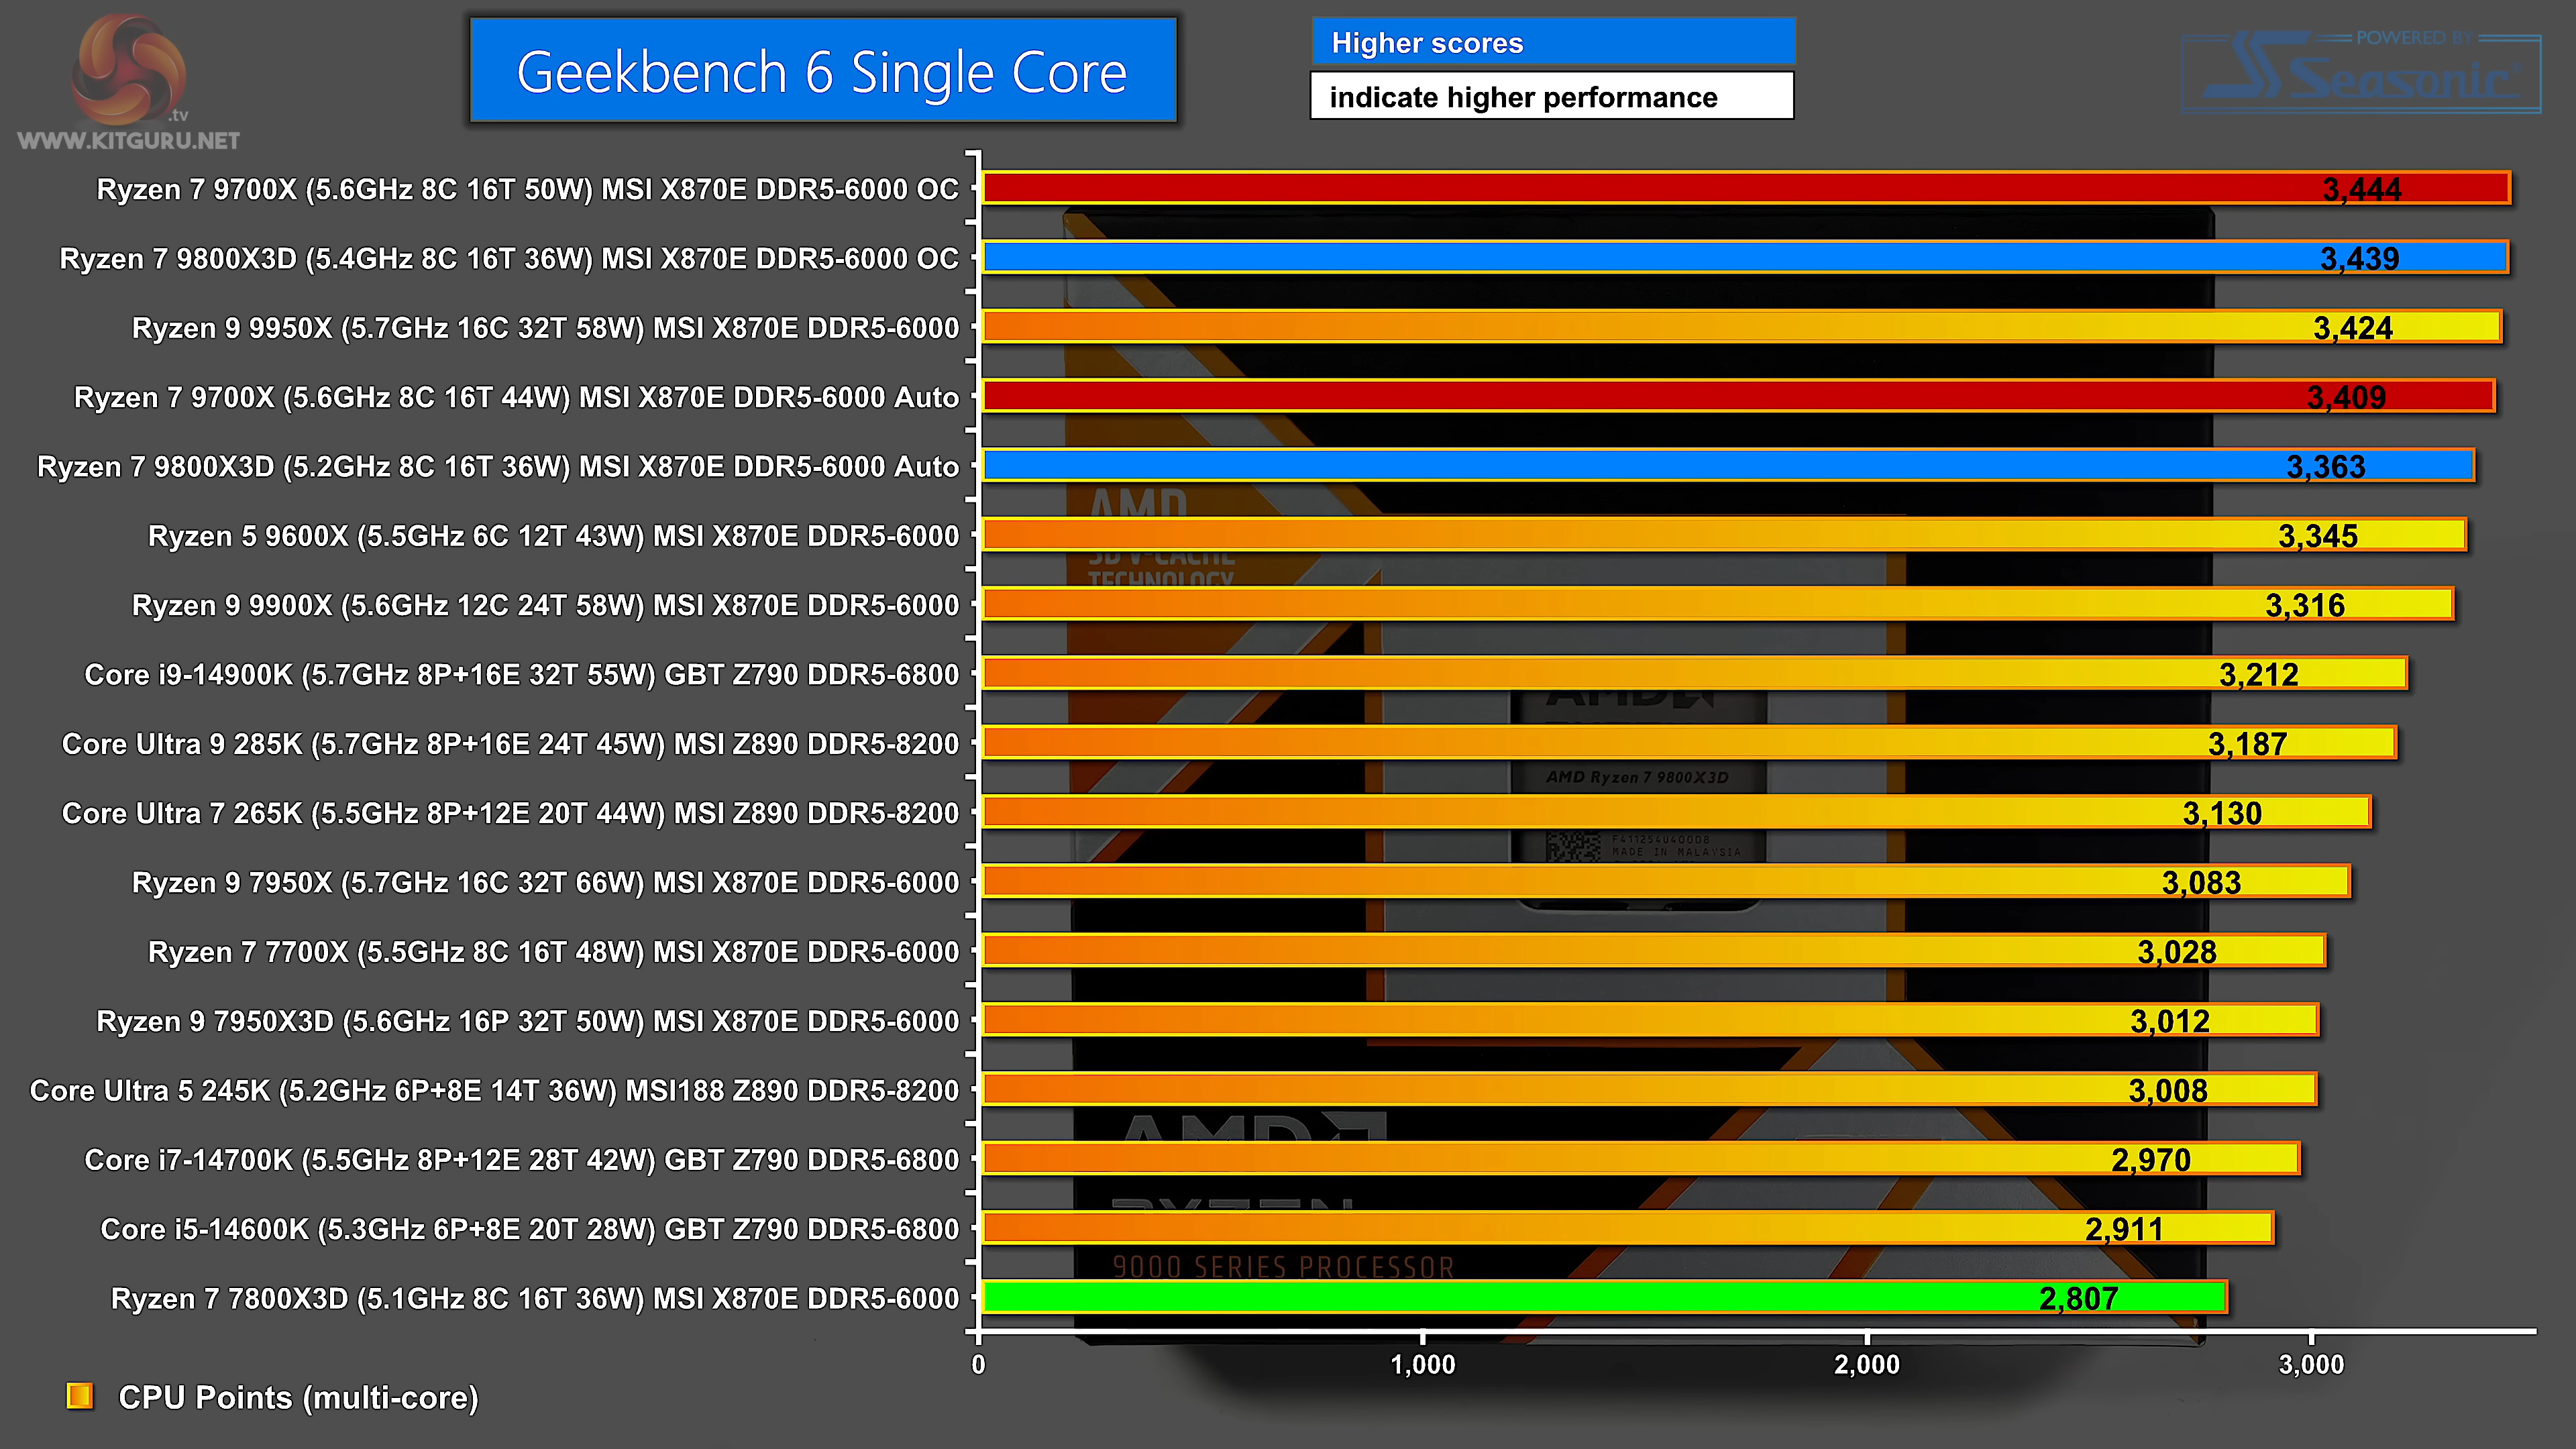 .tv
WWW.KITGURU.NET
Geekbench 6 Single Core
Higher scores
indicate higher performance
POWERED BY
Seasonic
Ryzen 7 9700X (5.6GHz 8C 16T 50W) MSI X870E DDR5-6000 OC 3,444
Ryzen 7 9800X3D (5.4GHz 8C 16T 36W) MSI X870E DDR5-6000 OC 3,439
Ryzen 9 9950X (5.7GHz 16C 32T 58W) MSI X870E DDR5-6000 3,424
Ryzen 7 9700X (5.6GHz 8C 16T 44W) MSI X870E DDR5-6000 Auto 3,409
Ryzen 7 9800X3D (5.2GHz 8C 16T 36W) MSI X870E DDR5-6000 Auto 3,363
AMD
Ryzen 5 9600X (5.5GHz 6C 12T 43W) MSI X870E DDR5-6000 3,345
3D V-CACHE
TECHNOLOGY
Ryzen 9 9900X (5.6GHz 12C 24T 58W) MSI X870E DDR5-6000 3,316
Core i9-14900K (5.7GHz 8P+16E 32T 55W) GBT Z790 DDR5-6800 3,212
AMD
Core Ultra 9 285K (5.7GHz 8P+16E 24T 45W) MSI Z890 DDR5-8200 3,187
AMD Ryzen 7 9800X3D
Core Ultra 7 265K (5.5GHz 8P+12E 20T 44W) MSI Z890 DDR5-8200 3,130
MADE IN MALAYSIA
Ryzen 9 7950X (5.7GHz 16C 32T 66W) MSI X870E DDR5-6000 3,083
Ryzen 7 7700X (5.5GHz 8C 16T 48W) MSI X870E DDR5-6000 3,028
Ryzen 9 7950X3D (5.6GHz 16P 32T 50W) MSI X870E DDR5-6000 3,012
Core Ultra 5 245K (5.2GHz 6P+8E 14T 36W) MSI188 Z890 DDR5-8200 3,008
AMD
Core i7-14700K (5.5GHz 8P+12E 28T 42W) GBT Z790 DDR5-6800 2,970
RYZEN
Core i5-14600K (5.3GHz 6P+8E 20T 28W) GBT Z790 DDR5-6800 2,911
9000 SERIES PROCESSOR
Ryzen 7 7800X3D (5.1GHz 8C 16T 36W) MSI X870E DDR5-6000 2,807
0 1,000 2,000 3,000
CPU Points (multi-core)